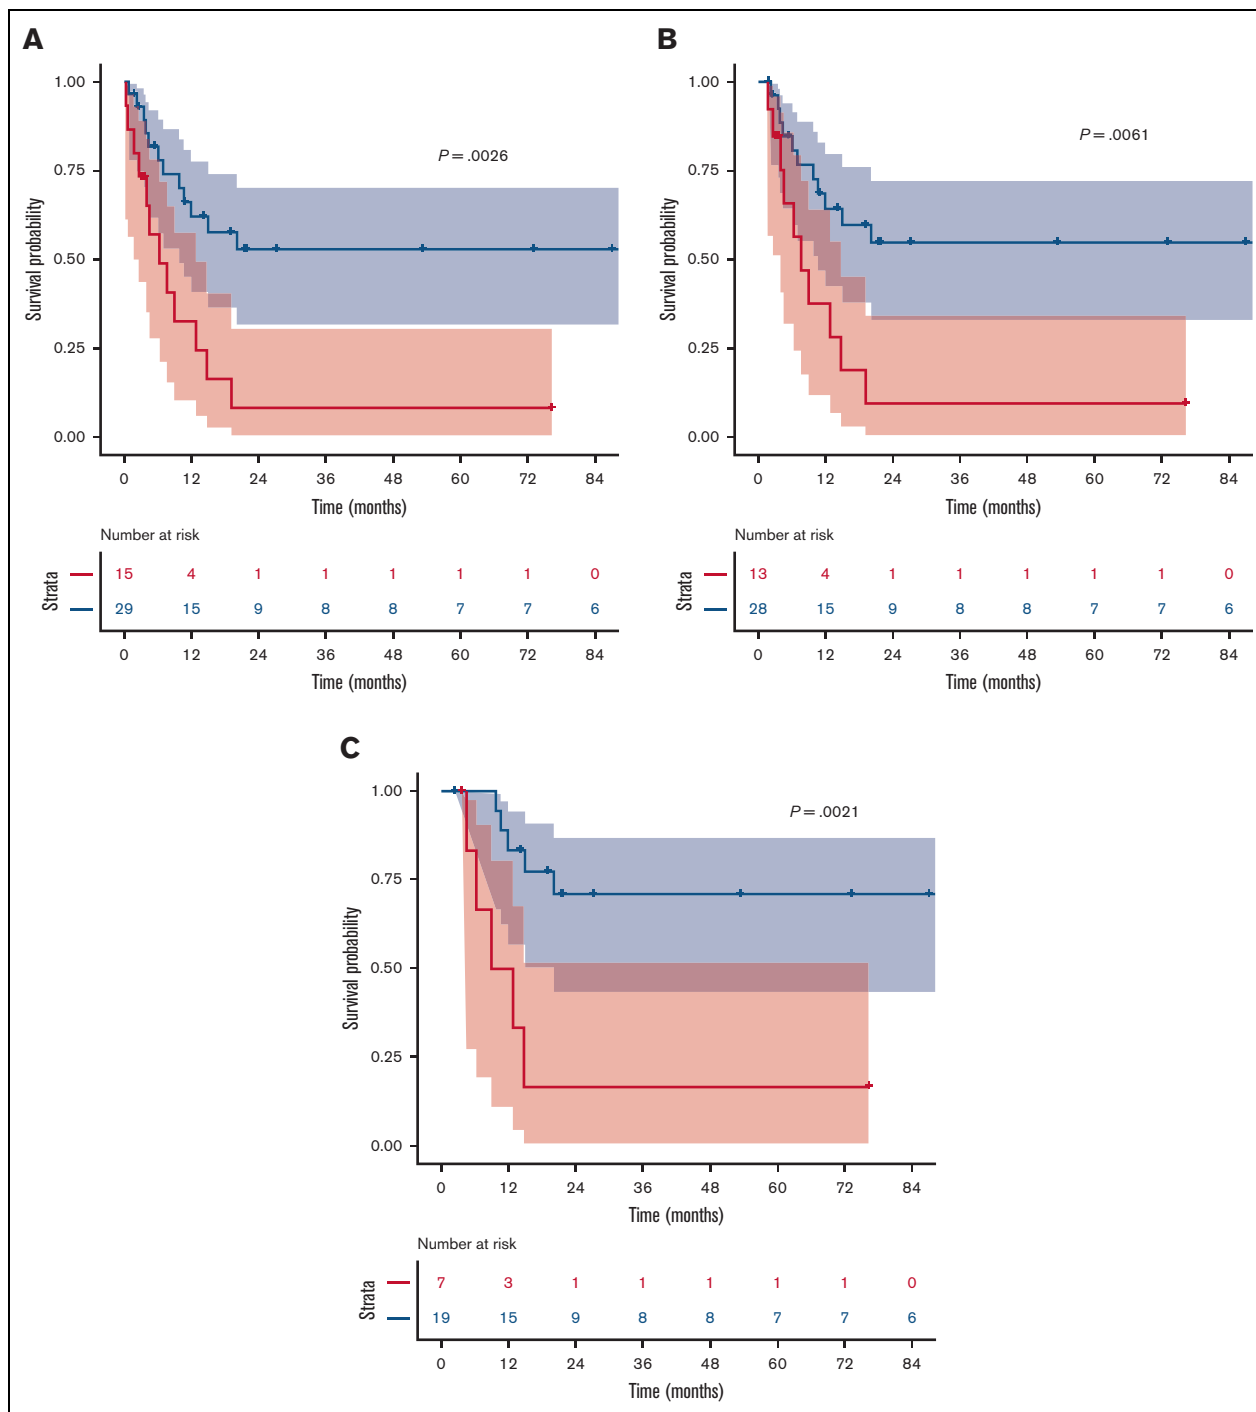 A
1.00
0.75
0.50
0.25
0.00
Survival probability
P = .0026
0 12 24 36 48 60 72 84
Time (months)
Number at risk
Strata
15 4 1 1 1 1 1 0
29 15 9 8 8 7 7 6
0 12 24 36 48 60 72 84
Time (months)
B
1.00
0.75
0.50
0.25
0.00
Survival probability
P = .0061
0 12 24 36 48 60 72 84
Time (months)
Number at risk
Strata
13 4 1 1 1 1 1 0
28 15 9 8 8 7 7 6
0 12 24 36 48 60 72 84
Time (months)
C
1.00
0.75
0.50
0.25
0.00
Survival probability
P = .0021
0 12 24 36 48 60 72 84
Time (months)
Number at risk
Strata
7 3 1 1 1 1 1 0
19 15 9 8 8 7 7 6
0 12 24 36 48 60 72 84
Time (months)